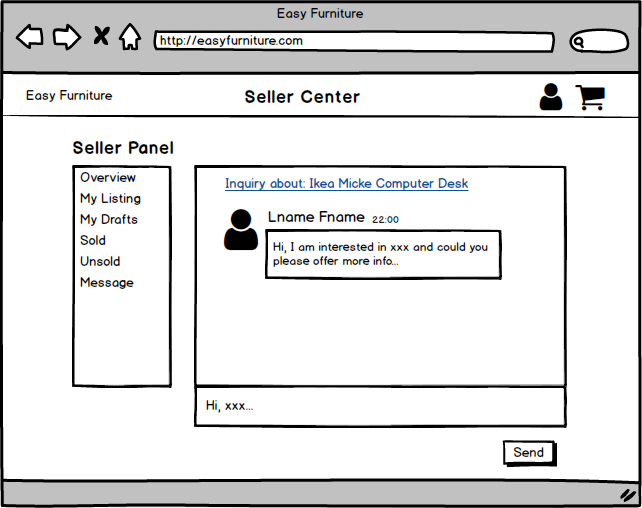 Easy Furniture
http://easyfurniture.com
Easy Furniture
Seller Center
Seller Panel
Overview
My Listing
My Drafts
Sold
Unsold
Message
Inquiry about: Ikea Micke Computer Desk
Lname Fname 22:00
Hi, I am interested in xxx and could you
please offer more info...
Hi, xxx...
Send